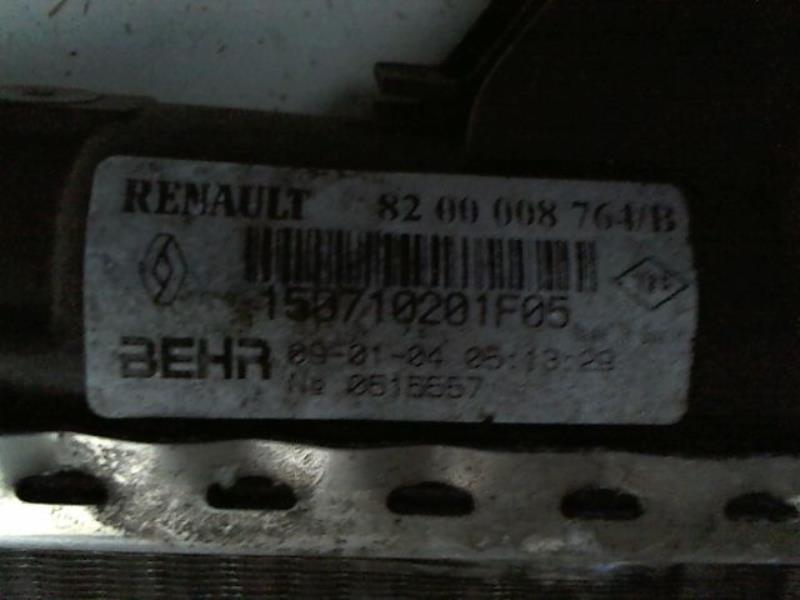 RENAULT 82 00 008 764/B
150710201F05
BEHR 09-01-04 05:13:29
№ 0515557